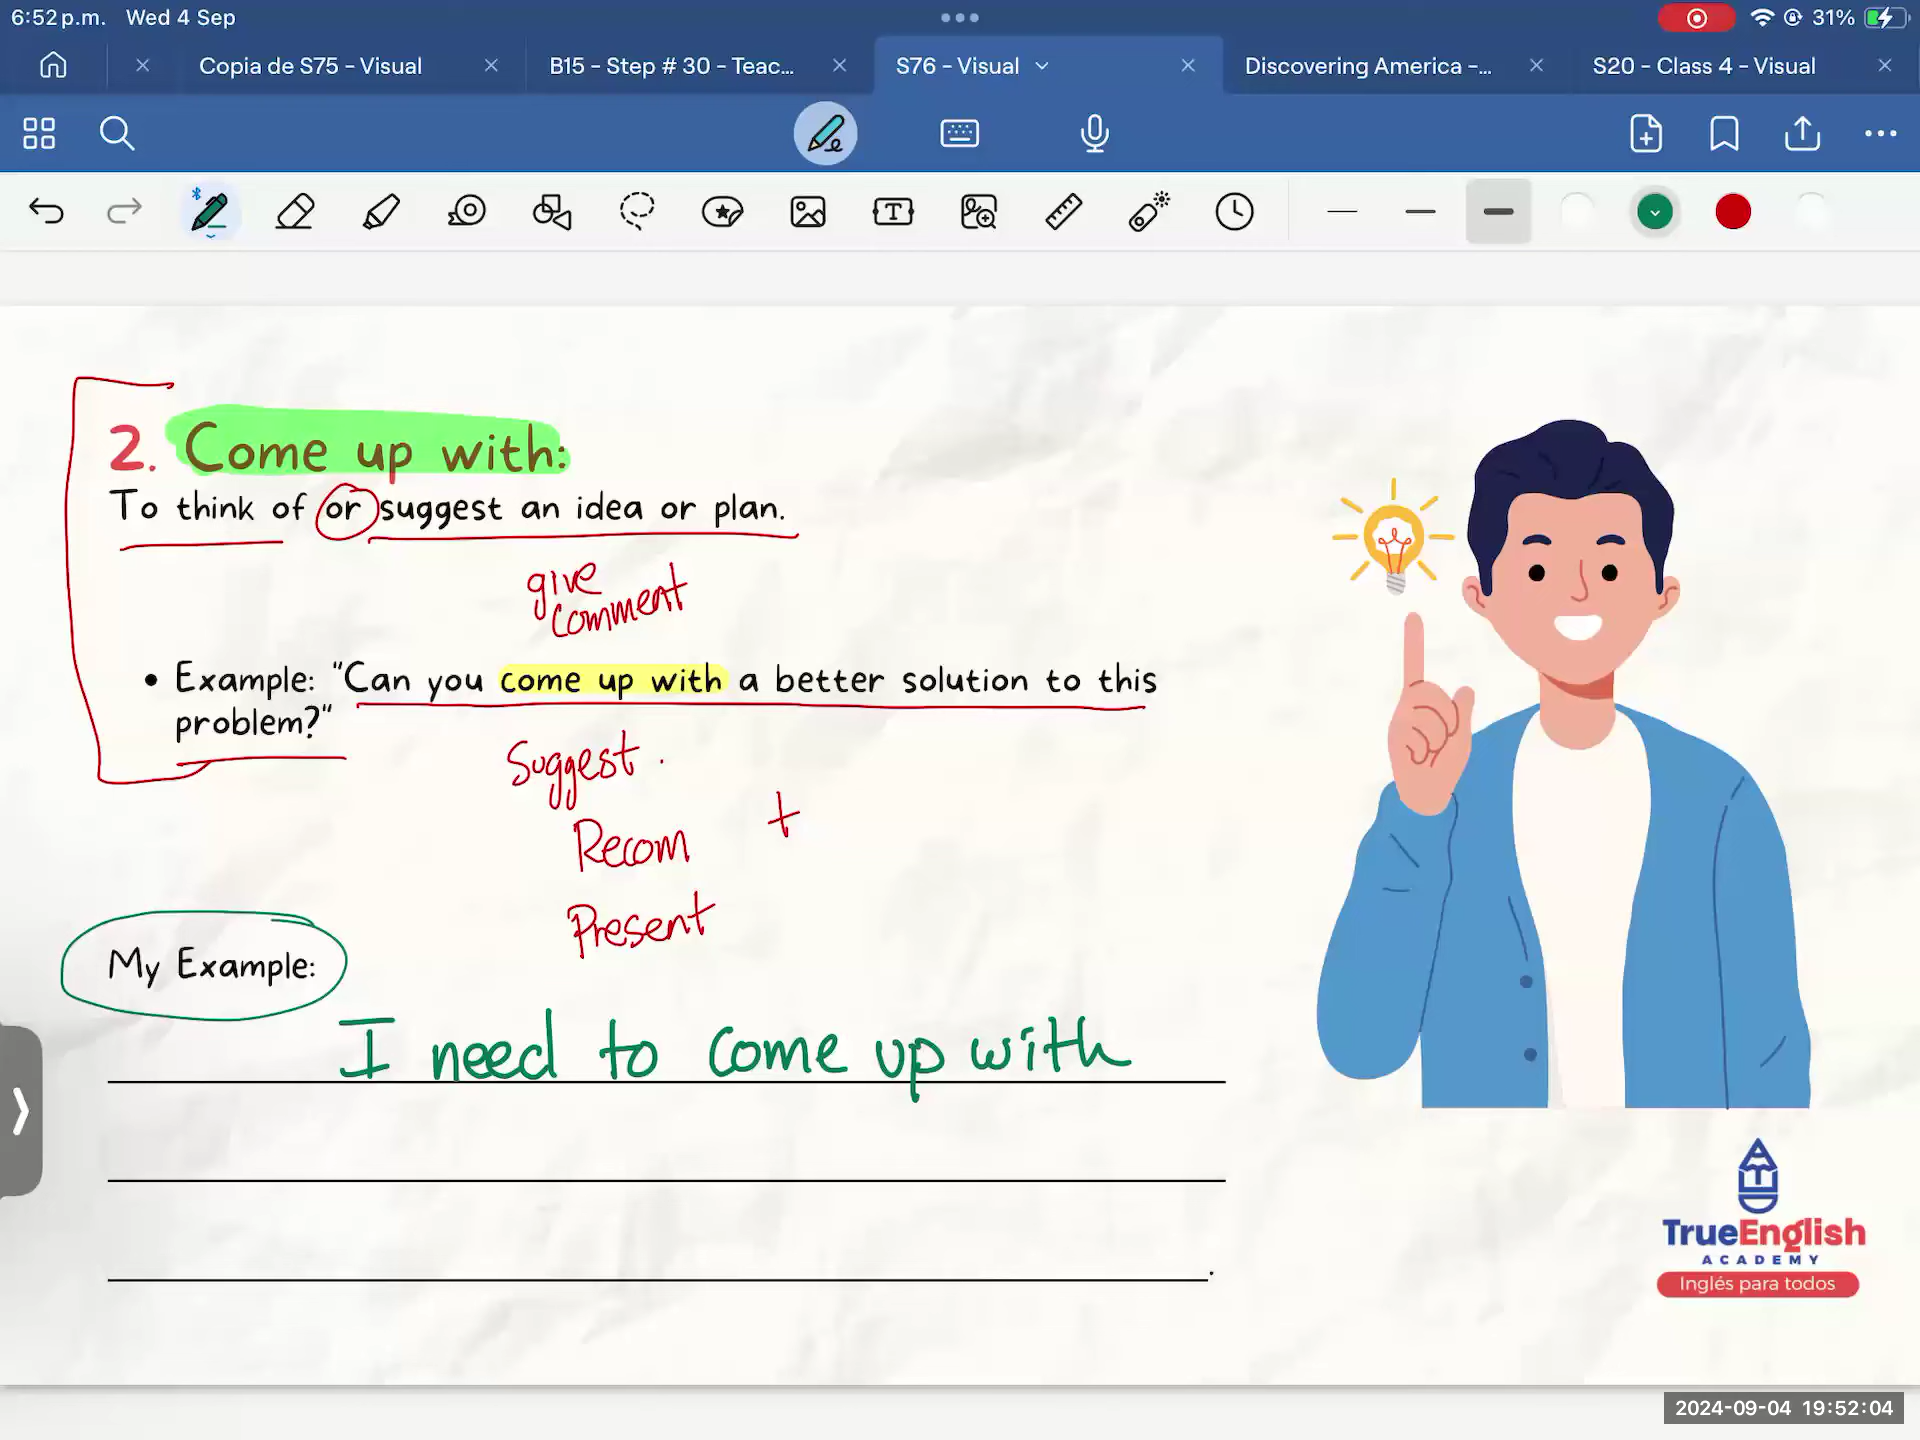 6:52 p.m. Wed 4 Sep
31%
Copia de S75 - Visual
B15 - Step # 30 - Teac...
S76 - Visual
Discovering America -...
S20 - Class 4 - Visual
2. Come up with:
To think of or suggest an idea or plan.
give
comment
• Example: "Can you come up with a better solution to this
problem?"
Suggest .
+
Recom
Present
My Example:
I need to come up with
TrueEnglish
ACADEMY
Inglés para todos
2024-09-04 19:52:04